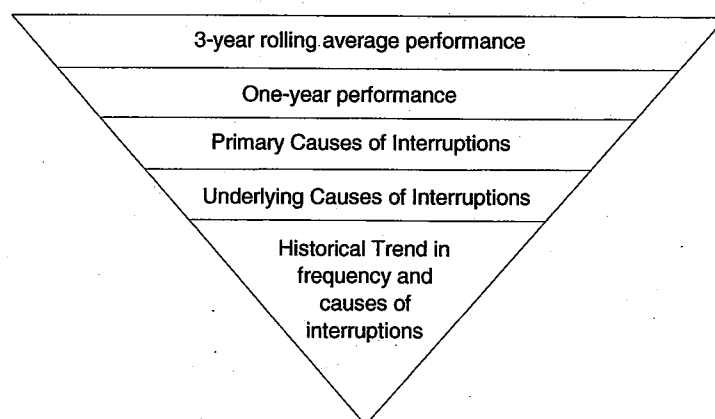 3-year rolling average performance
One-year performance
Primary Causes of Interruptions
Underlying Causes of Interruptions
Historical Trend in
frequency and
causes of
interruptions